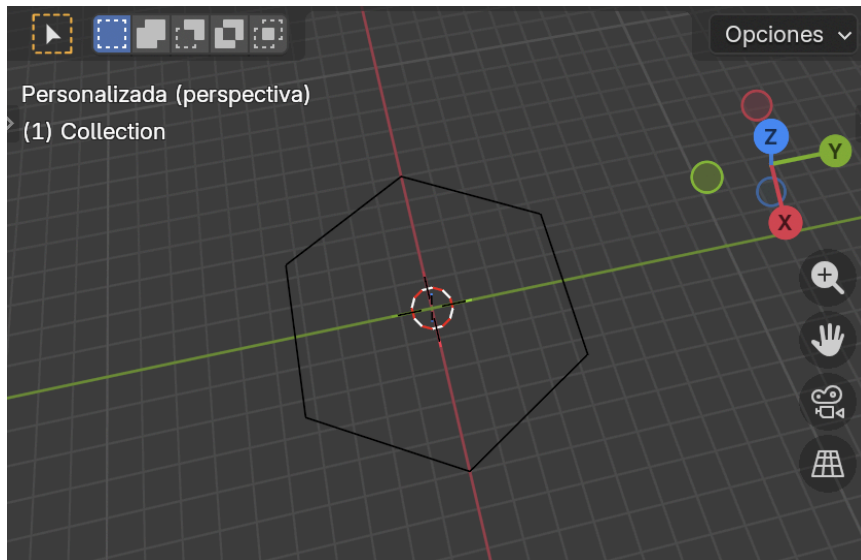 Opciones
Personalizada (perspectiva)
(1) Collection
Z
Y
X